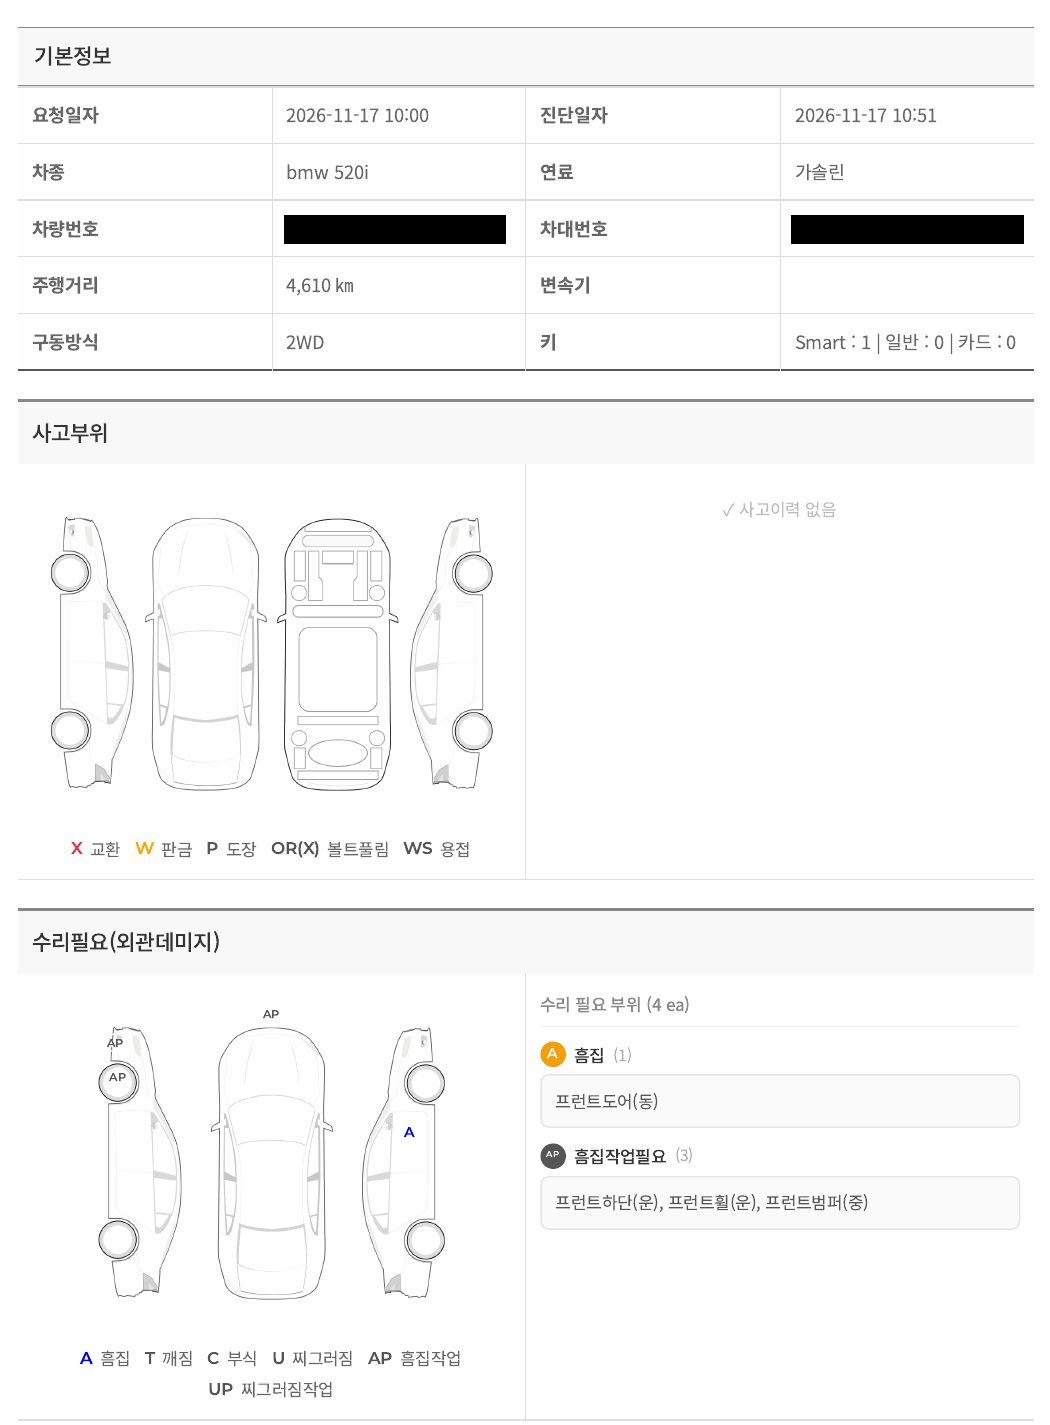 기본정보
요청일자 2026-11-17 10:00 진단일자 2026-11-17 10:51
차종 bmw 520i 연료 가솔린
차량번호 차대번호
주행거리 4,610 ㎞ 변속기
구동방식 2WD 키 Smart : 1 | 일반 : 0 | 카드 : 0
사고부위
✓ 사고이력 없음
X 교환 W 판금 P 도장 OR(X) 볼트풀림 WS 용접
수리필요(외관데미지)
AP
AP
AP
A
A 흠집 T 깨짐 C 부식 U 찌그러짐 AP 흠집작업
UP 찌그러짐작업
수리 필요 부위 (4 ea)
A 흠집 (1)
프런트도어(동)
AP 흠집작업필요 (3)
프런트하단(운), 프런트휠(운), 프런트범퍼(중)